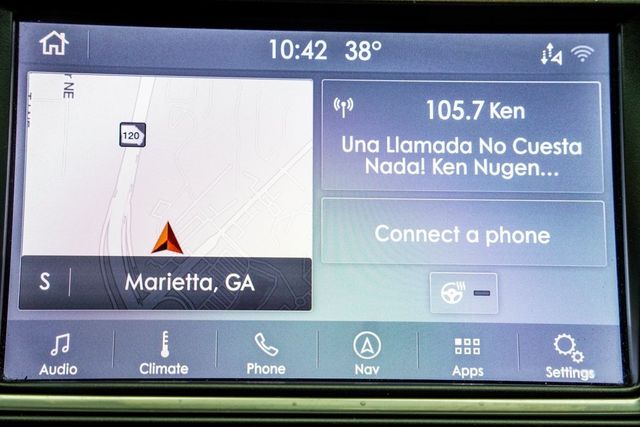 10:42 38°
r NE
120
105.7 Ken
Una Llamada No Cuesta
Nada! Ken Nugen...
Connect a phone
S Marietta, GA
Audio Climate Phone Nav Apps Settings